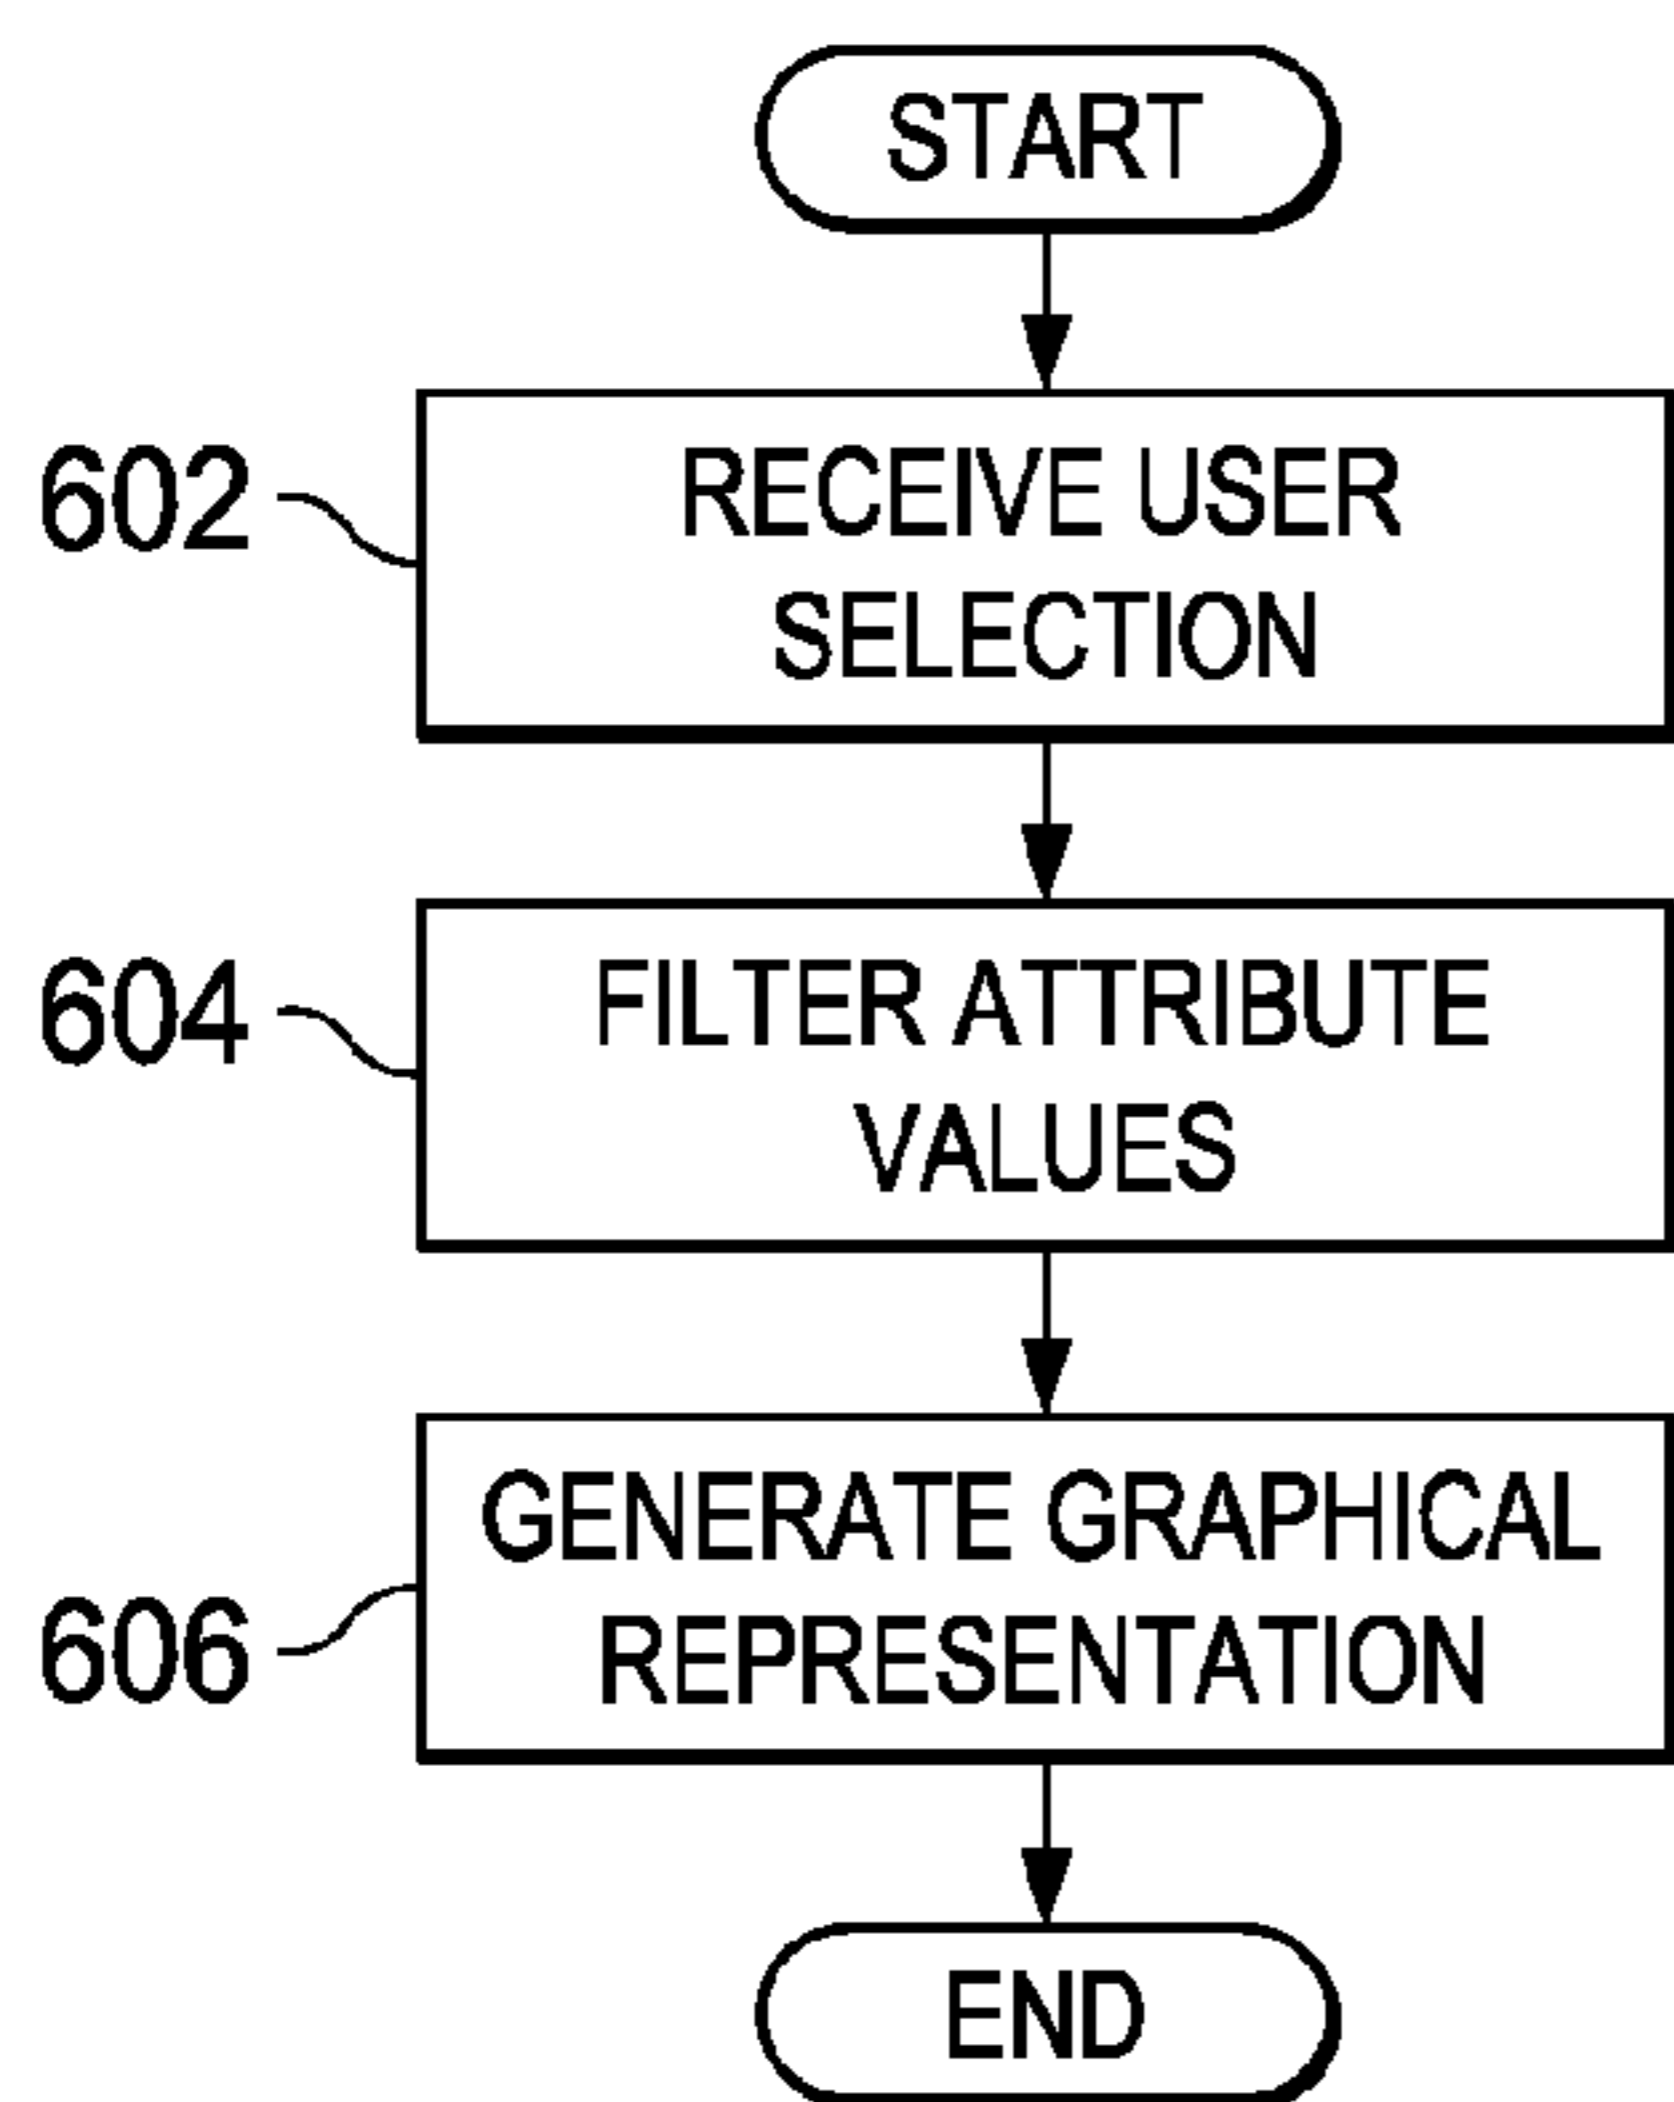 START
602
RECEIVE USER
SELECTION
604
FILTER ATTRIBUTE
VALUES
606
GENERATE GRAPHICAL
REPRESENTATION
END